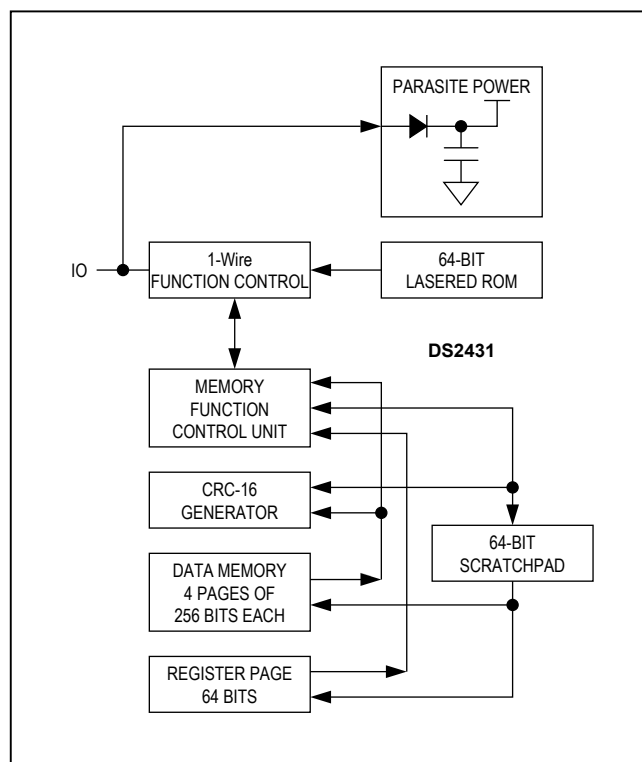 PARASITE POWER
IO
1-Wire
FUNCTION CONTROL
64-BIT
LASERED ROM
DS2431
MEMORY
FUNCTION
CONTROL UNIT
CRC-16
GENERATOR
64-BIT
SCRATCHPAD
DATA MEMORY
4 PAGES OF
256 BITS EACH
REGISTER PAGE
64 BITS